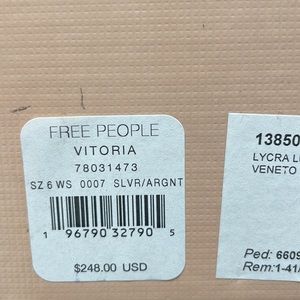 FREE PEOPLE
VITORIA
78031473
SZ 6 WS 0007 SLVR/ARGNT
1 96790 32790 5
$248.00 USD
13850
LYCRA
VENETO
Ped: 6609
Rem:1-41/